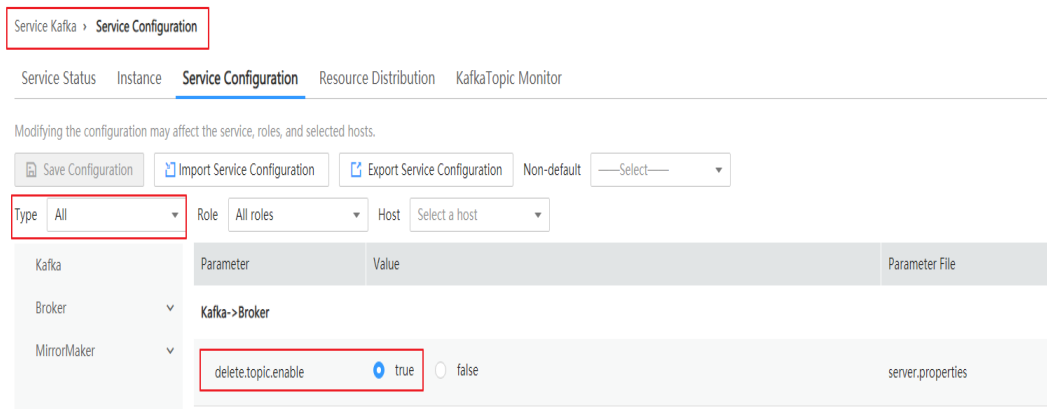 Service Kafka › Service Configuration
Service Status Instance Service Configuration Resource Distribution KafkaTopic Monitor
Modifying the configuration may affect the service, roles, and selected hosts.
Save Configuration Import Service Configuration Export Service Configuration Non-default ——Select——
Type All Role All roles Host Select a host
Kafka Parameter Value Parameter File
Broker Kafka->Broker
MirrorMaker
delete.topic.enable true false server.properties